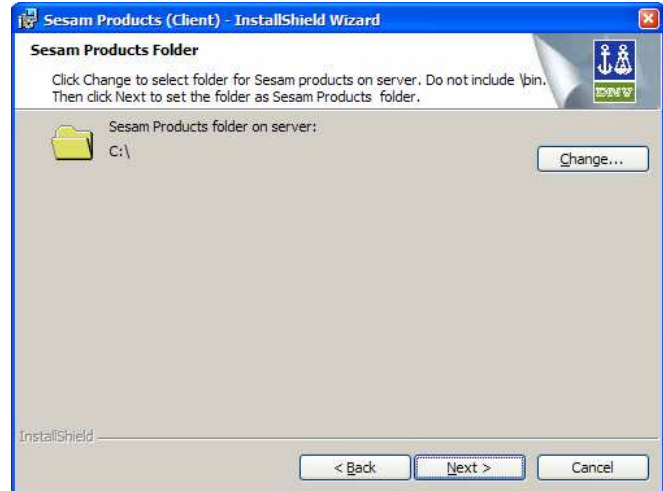 Sesam Products (Client) - InstallShield Wizard
Sesam Products Folder
Click Change to select folder for Sesam products on server. Do not include \bin.
Then click Next to set the folder as Sesam Products folder.
DNV
Sesam Products folder on server:
C:\
Change...
InstallShield
< Back
Next >
Cancel